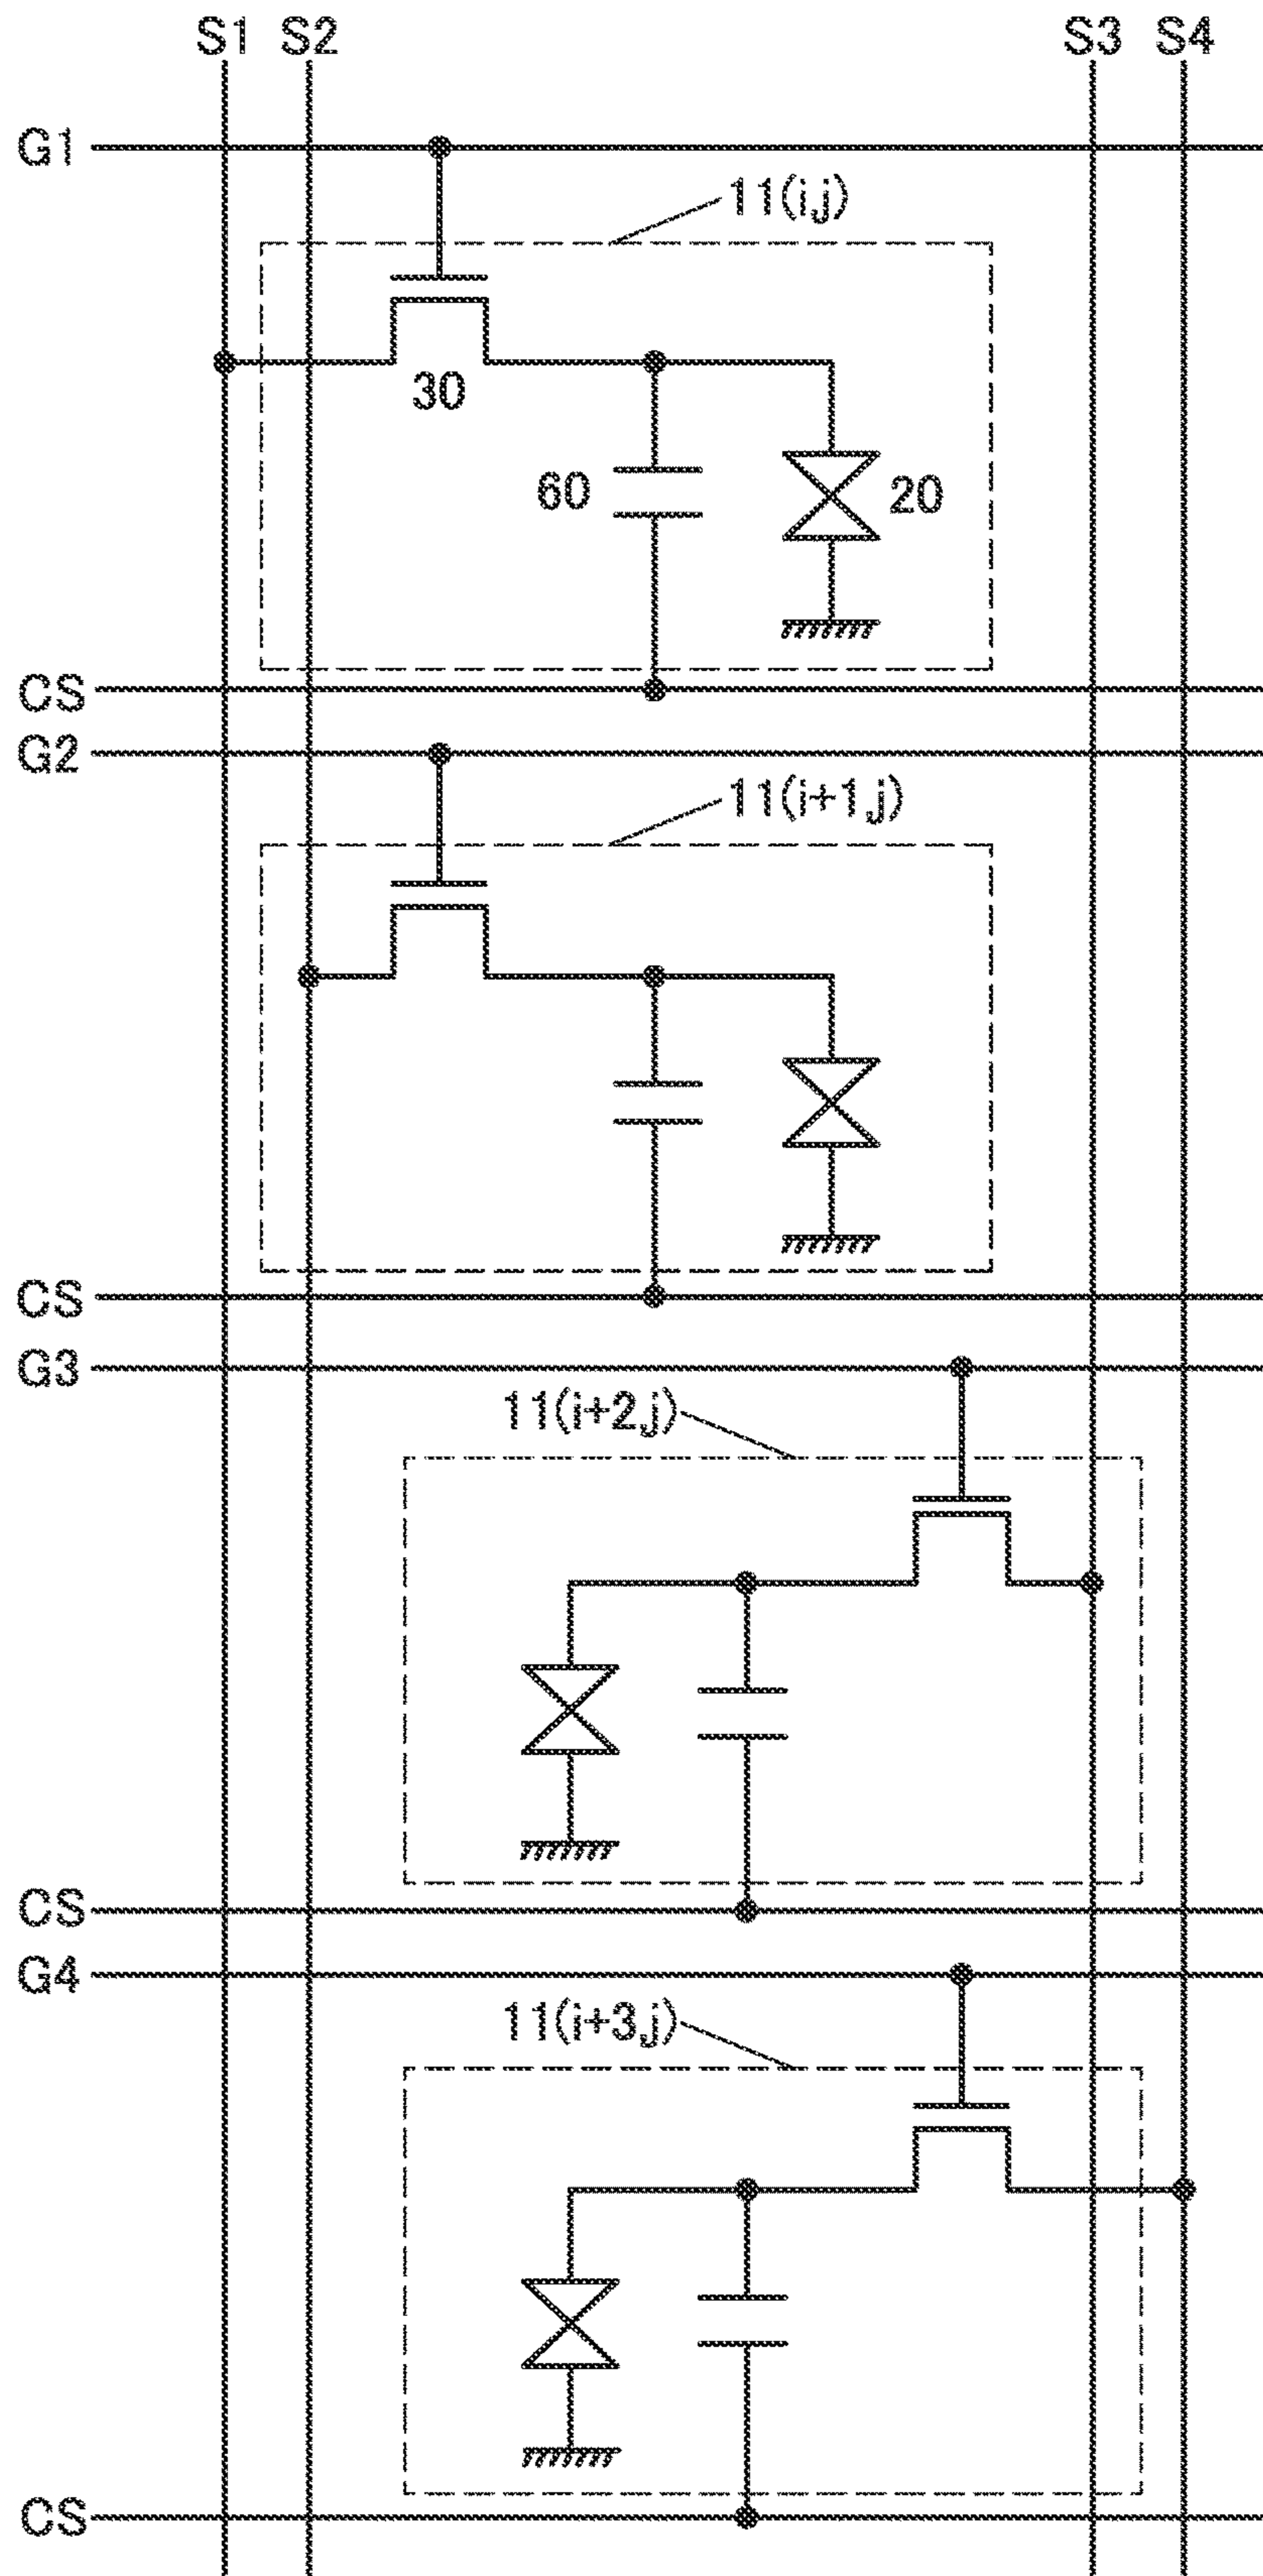 S1 S2 S3 S4
G1
11(i,j)
30
60 20
CS
G2
11(i+1,j)
CS
G3
11(i+2,j)
CS
G4
11(i+3,j)
CS